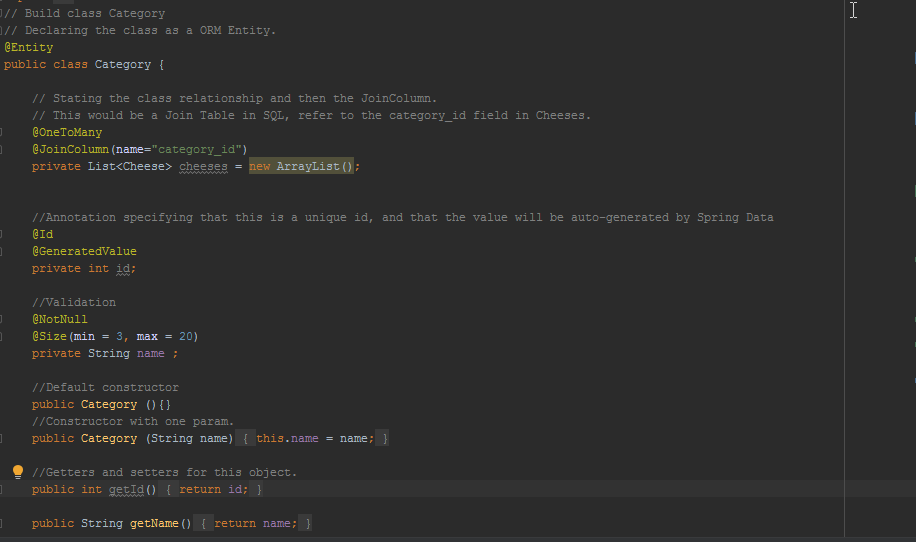 // Build class Category
// Declaring the class as a ORM Entity.
@Entity
public class Category {
// Stating the class relationship and then the JoinColumn.
// This would be a Join Table in SQL, refer to the category_id field in Cheeses.
@OneToMany
@JoinColumn(name="category_id")
private List<Cheese> cheeses = new ArrayList();
//Annotation specifying that this is a unique id, and that the value will be auto-generated by Spring Data
@Id
@GeneratedValue
private int id;
//Validation
@NotNull
@Size(min = 3, max = 20)
private String name ;
//Default constructor
public Category (){}
//Constructor with one param.
public Category (String name) { this.name = name; }
//Getters and setters for this object.
public int getId() { return id; }
public String getName() { return name; }